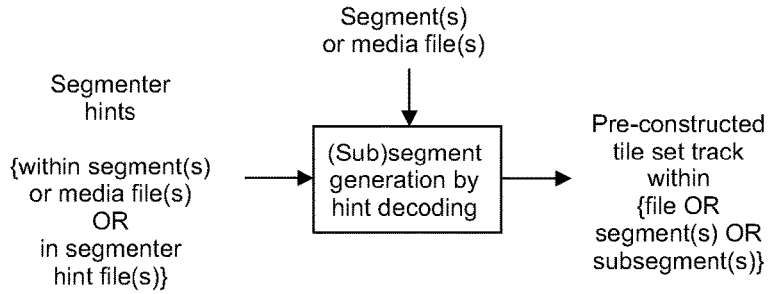 Segment(s)
or media file(s)
Segmenter
hints
{within segment(s)
or media file(s)
OR
in segmenter
hint file(s)}
(Sub)segment
generation by
hint decoding
Pre-constructed
tile set track
within
{file OR
segment(s) OR
subsegment(s)}